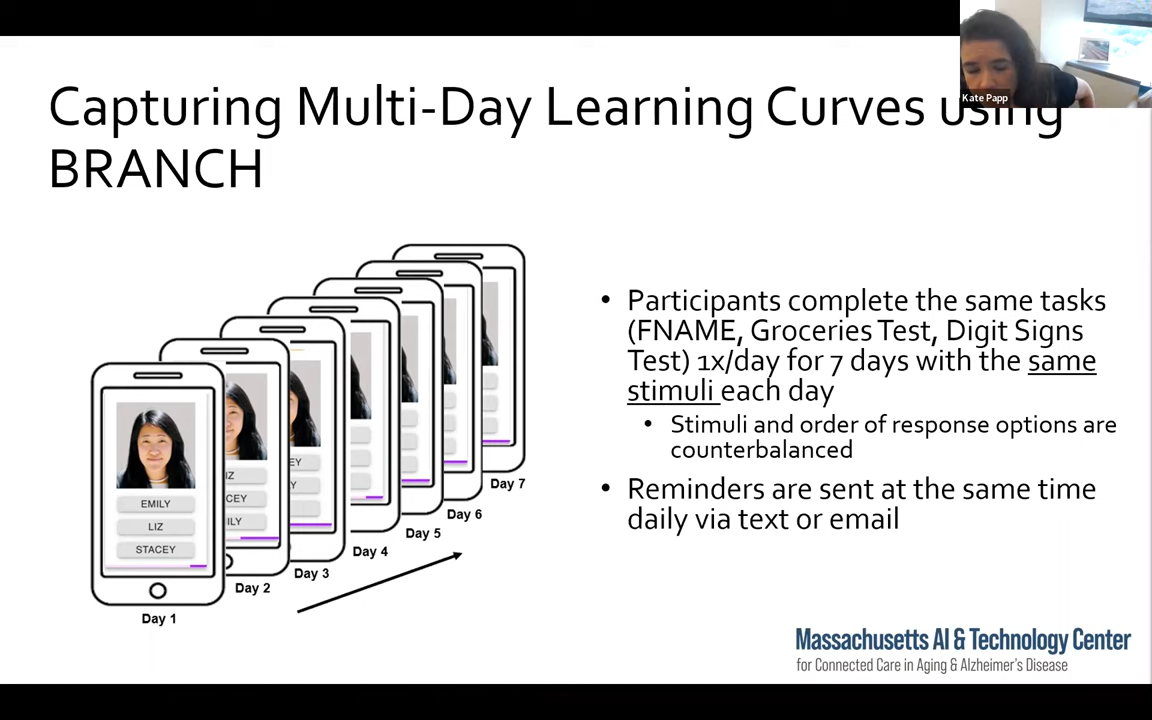 Kate Papp
Capturing Multi-Day Learning Curves using
BRANCH
EMILY
LIZ
STACEY
IZ
CEY
ILY
EY
Y
Day 1
Day 2
Day 3
Day 4
Day 5
Day 6
Day 7
• Participants complete the same tasks
(FNAME, Groceries Test, Digit Signs
Test) 1x/day for 7 days with the same
stimuli each day
• Stimuli and order of response options are
counterbalanced
• Reminders are sent at the same time
daily via text or email
Massachusetts AI & Technology Center
for Connected Care in Aging & Alzheimer's Disease